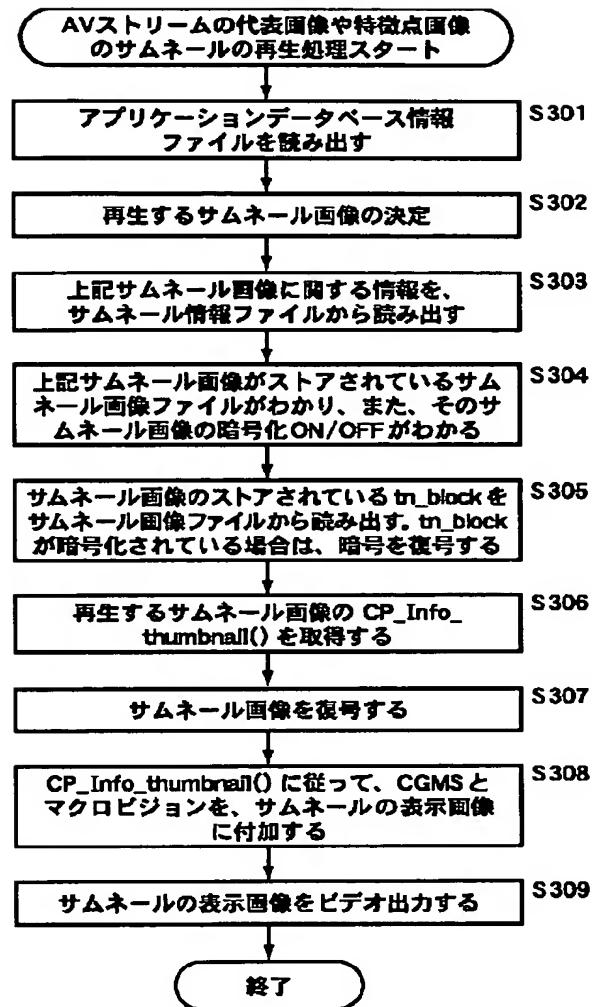 AVストリームの代表画像や特徴点画像
のサムネールの再生処理スタート
アプリケーションデータベース情報
ファイルを読み出す
S301
再生するサムネール画像の決定
S302
上記サムネール画像に関する情報を、
サムネール情報ファイルから読み出す
S303
上記サムネール画像がストアされているサム
ネール画像ファイルがわかり、また、そのサ
ムネール画像の暗号化ON/OFFがわかる
S304
サムネール画像のストアされているtn_blockを
サムネール画像ファイルから読み出す。tn_block
が暗号化されている場合は、暗号を復号する
S305
再生するサムネール画像の CP_Info_
thumbnail() を取得する
S306
サムネール画像を復号する
S307
CP_Info_thumbnail() に従って、CGMSと
マクロビジョンを、サムネールの表示画像
に付加する
S308
サムネールの表示画像をビデオ出力する
S309
終了